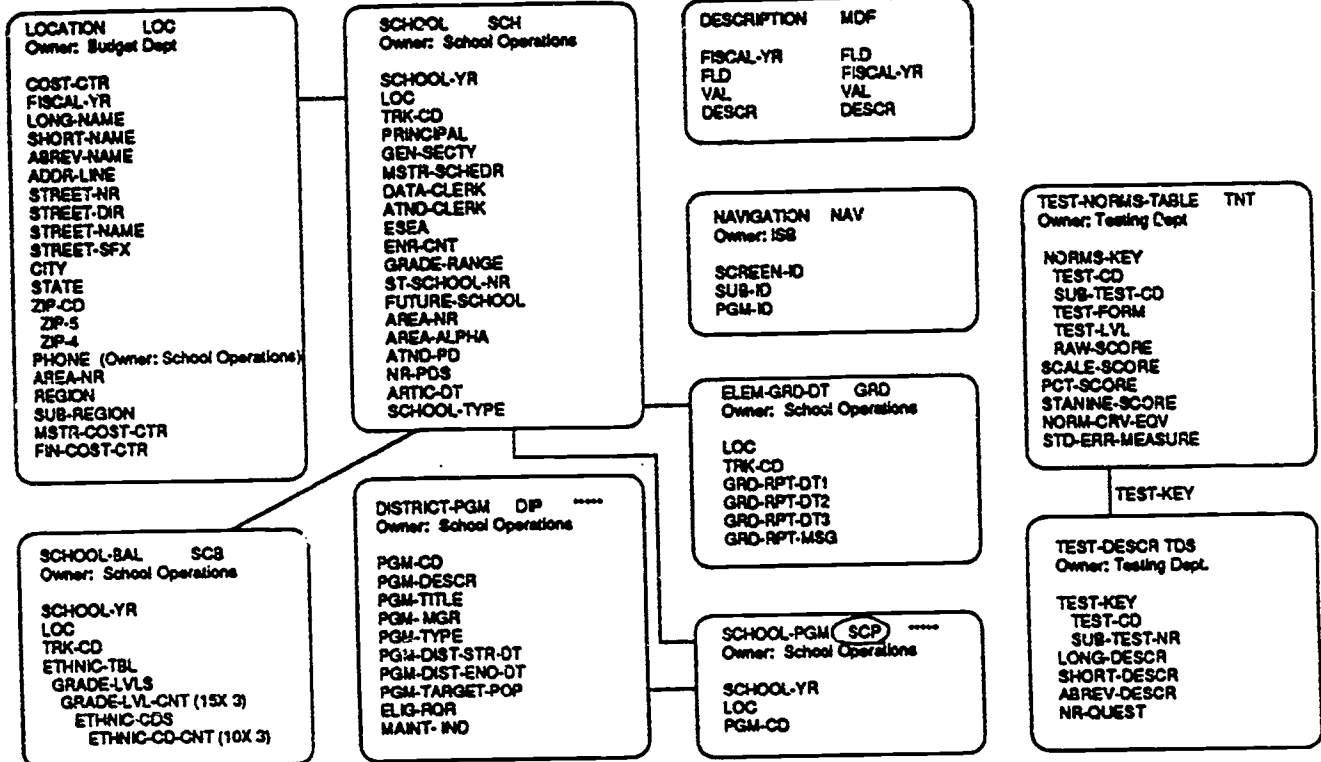 LOCATION LOC
Owner: Budget Dept
COST-CTR
FISCAL-YR
LONG-NAME
SHORT-NAME
ABREV-NAME
ADDR-LINE
STREET-NR
STREET-DIR
STREET-NAME
STREET-SFX
CITY
STATE
ZIP-CD
ZIP-5
ZIP-4
PHONE (Owner: School Operations)
AREA-NR
REGION
SUB-REGION
MSTR-COST-CTR
FIN-COST-CTR
SCHOOL SCH
Owner: School Operations
SCHOOL-YR
LOC
TRK-CD
PRINCIPAL
GEN-SECTY
MSTR-SCHEDR
DATA-CLERK
ATND-CLERK
ESEA
ENR-CNT
GRADE-RANGE
ST-SCHOOL-NR
FUTURE-SCHOOL
AREA-NR
AREA-ALPHA
ATND-PD
NR-PDS
ARTIC-DT
SCHOOL-TYPE
DESCRIPTION MDF
FISCAL-YR FLD
FLD FISCAL-YR
VAL VAL
DESCR DESCR
NAVIGATION NAV
Owner: ISB
SCREEN-ID
SUB-ID
PGM-ID
TEST-NORMS-TABLE TNT
Owner: Testing Dept
NORMS-KEY
TEST-CD
SUB-TEST-CD
TEST-FORM
TEST-LVL
RAW-SCORE
SCALE-SCORE
PCT-SCORE
STANINE-SCORE
NORM-CRV-EQV
STD-ERR-MEASURE
TEST-KEY
ELEM-GRD-DT GRD
Owner: School Operations
LOC
TRK-CD
GRD-RPT-DT1
GRD-RPT-DT2
GRD-RPT-DT3
GRD-RPT-MSG
SCHOOL-BAL SCB
Owner: School Operations
SCHOOL-YR
LOC
TRK-CD
ETHNIC-TBL
GRADE-LVLS
GRADE-LVL-CNT (15X 3)
ETHNIC-CDS
ETHNIC-CD-CNT (10X 3)
DISTRICT-PGM DIP *****
Owner: School Operations
PGM-CD
PGM-DESCR
PGM-TITLE
PGM-MGR
PGM-TYPE
PGM-DIST-STR-DT
PGM-DIST-END-DT
PGM-TARGET-POP
ELIG-ROR
MAINT-IND
SCHOOL-PGM SCP *****
Owner: School Operations
SCHOOL-YR
LOC
PGM-CD
TEST-DESCR TDS
Owner: Testing Dept.
TEST-KEY
TEST-CD
SUB-TEST-NR
LONG-DESCR
SHORT-DESCR
ABREV-DESCR
NR-QUEST